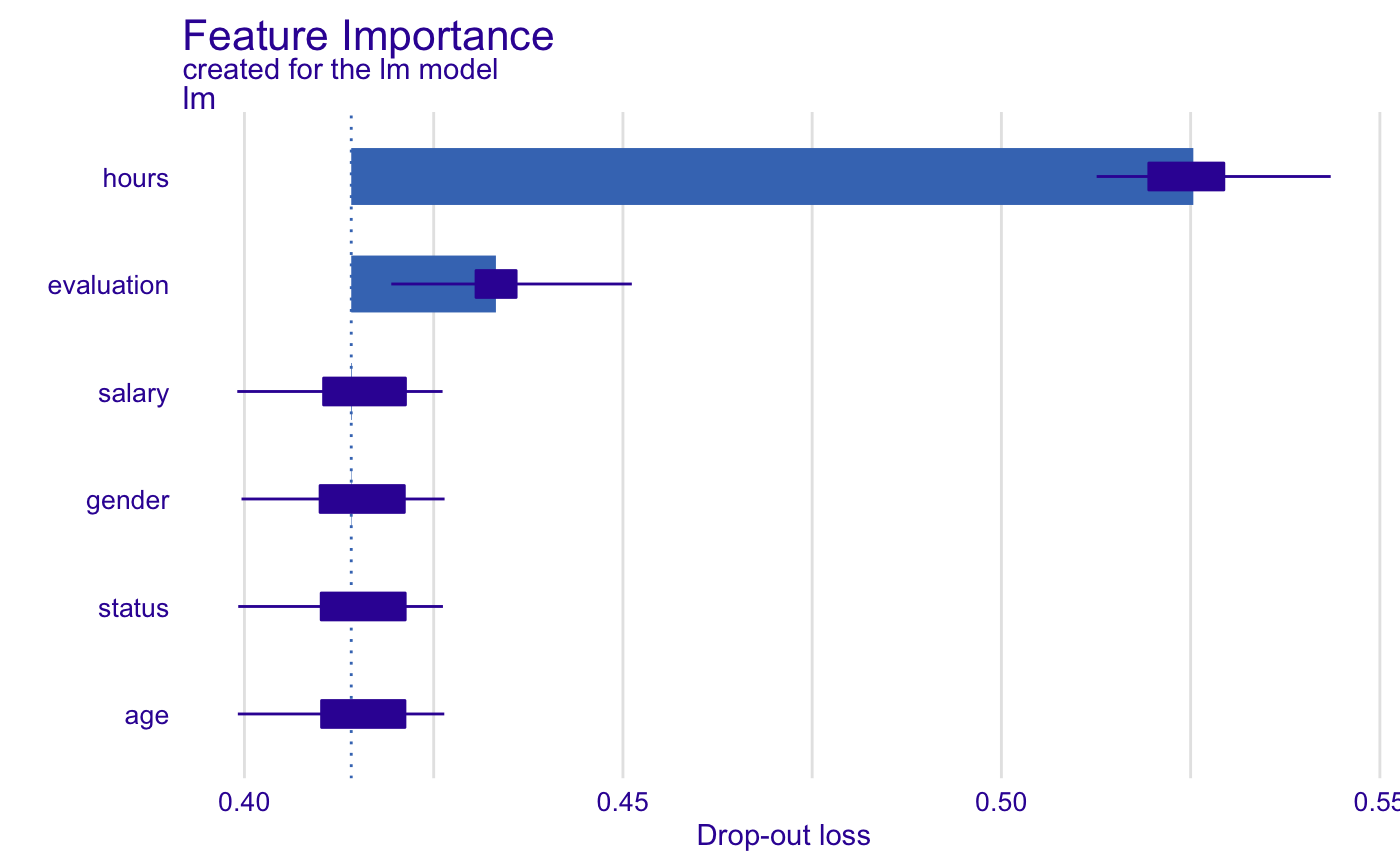 Feature Importance
created for the lm model
lm
hours
evaluation
salary
gender
status
age
0.40 0.45 0.50 0.55
Drop-out loss